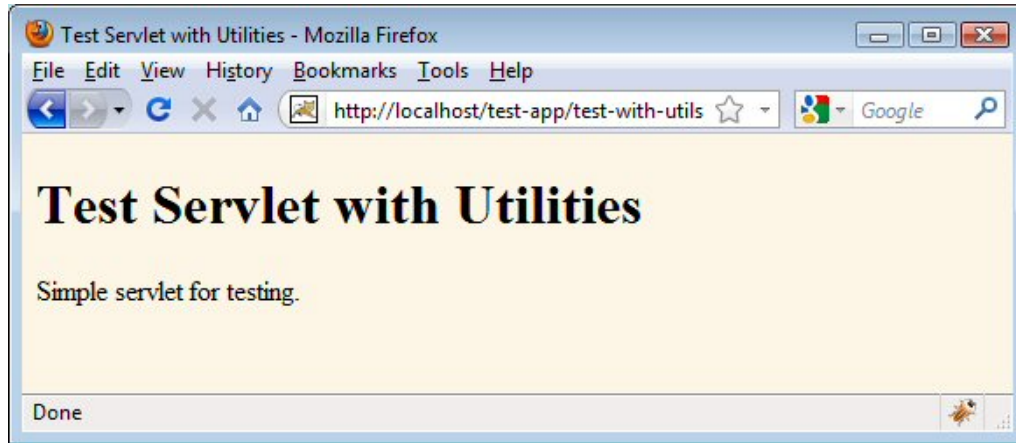 Test Servlet with Utilities - Mozilla Firefox
File Edit View History Bookmarks Tools Help
http://localhost/test-app/test-with-utils Google
Test Servlet with Utilities
Simple servlet for testing.
Done